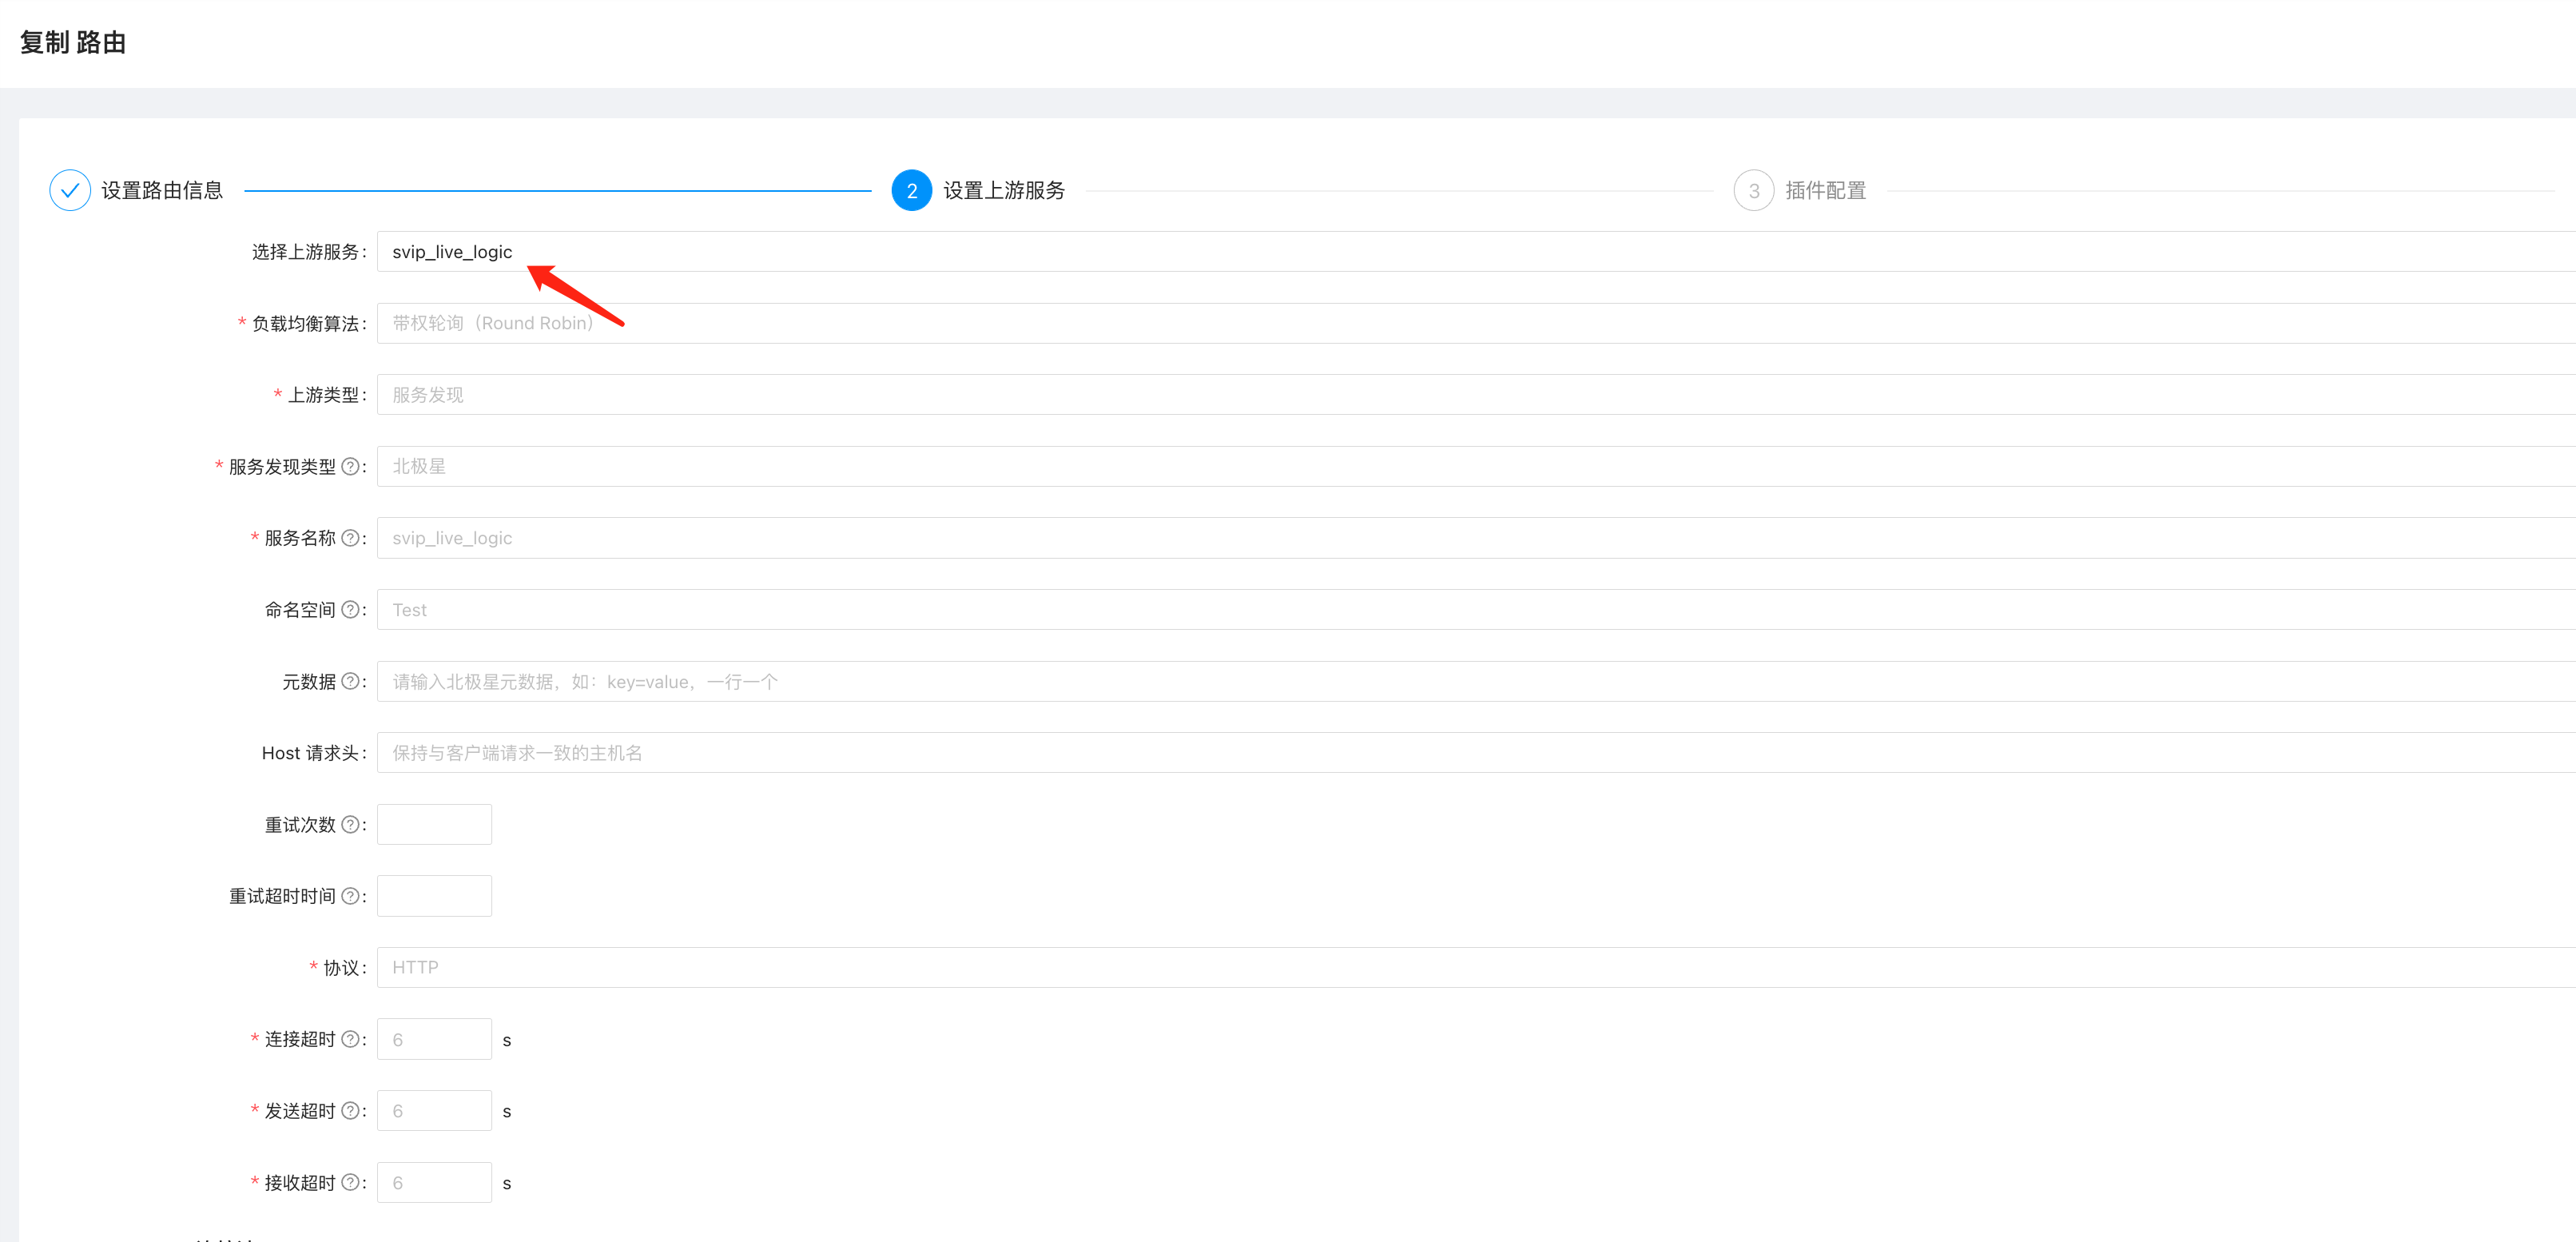 复制 路由
设置路由信息
2 设置上游服务
3 插件配置
选择上游服务: svip_live_logic
* 负载均衡算法: 带权轮询（Round Robin）
* 上游类型: 服务发现
* 服务发现类型 ?: 北极星
* 服务名称 ?: svip_live_logic
命名空间 ?: Test
元数据 ?: 请输入北极星元数据，如：key=value，一行一个
Host 请求头: 保持与客户端请求一致的主机名
重试次数 ?:
重试超时时间 ?:
* 协议: HTTP
* 连接超时 ?: 6 s
* 发送超时 ?: 6 s
* 接收超时 ?: 6 s